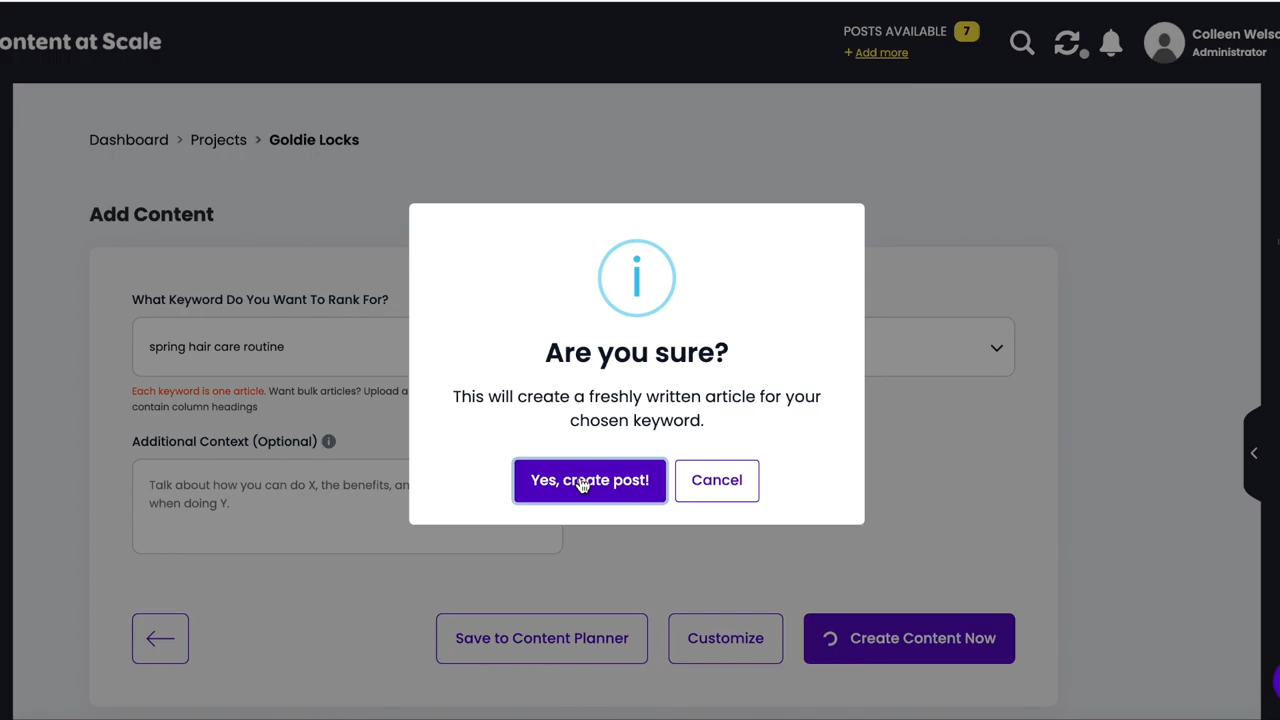 ontent at Scale
POSTS AVAILABLE 7
+ Add more
Colleen Wels
Administrator
Dashboard > Projects > Goldie Locks
Add Content
What Keyword Do You Want To Rank For?
spring hair care routine
Each keyword is one article. Want bulk articles? Upload a
contain column headings
Additional Context (Optional) i
Talk about how you can do X, the benefits, an
when doing Y.
i
Are you sure?
This will create a freshly written article for your
chosen keyword.
Yes, create post!
Cancel
Save to Content Planner
Customize
Create Content Now